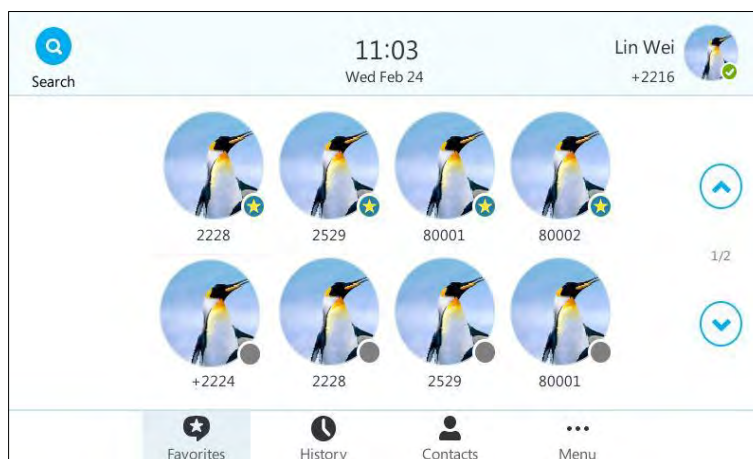 11:03
Lin Wei
Search
Wed Feb 24
+2216
2228 2529 80001 80002
1/2
+2224 2228 2529 80001
Favorites History Contacts Menu